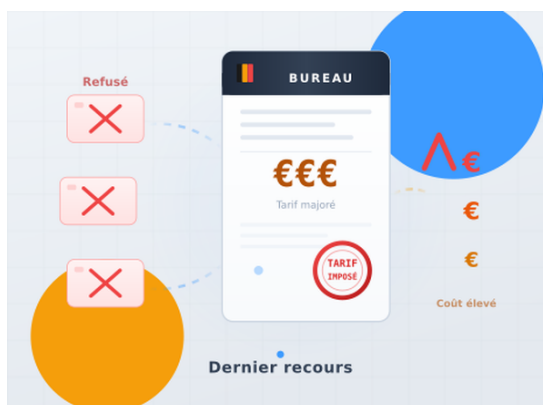 Refusé
BUREAU
€€€
Tarif majoré
TARIF
IMPOSÉ
€
€
€
Coût élevé
Dernier recours